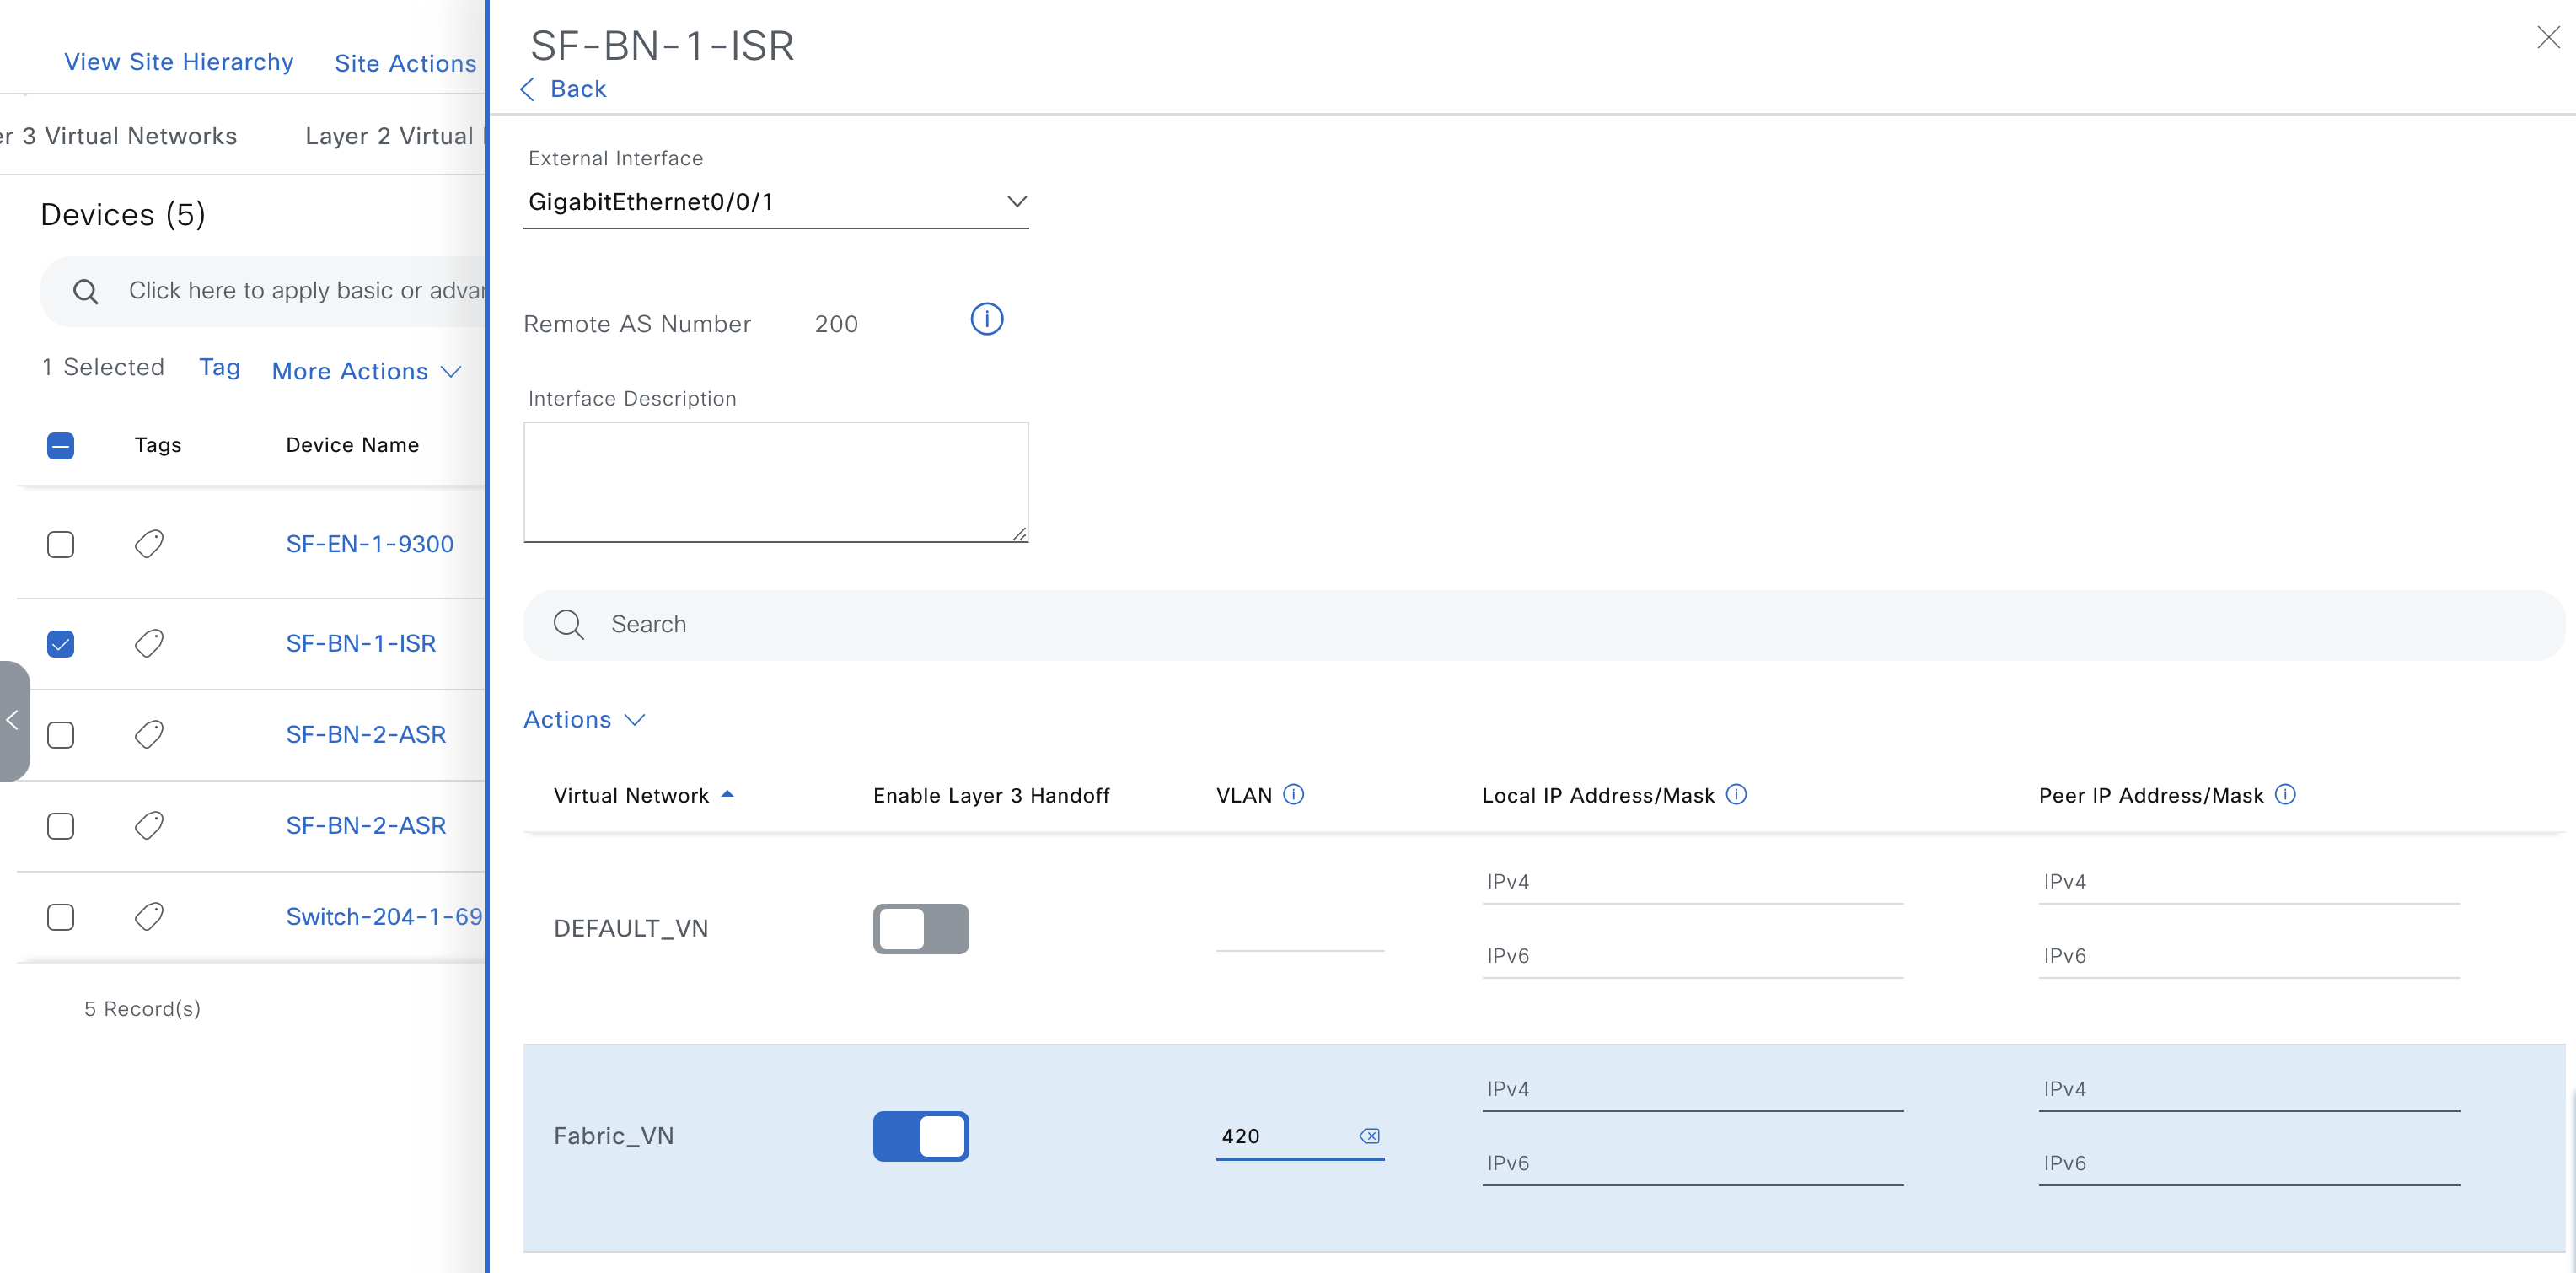 View Site Hierarchy
Site Actions
er 3 Virtual Networks
Layer 2 Virtual
Devices (5)
Click here to apply basic or advan
1 Selected
Tag
More Actions
Tags
Device Name
SF-EN-1-9300
SF-BN-1-ISR
SF-BN-2-ASR
SF-BN-2-ASR
Switch-204-1-69
5 Record(s)
SF-BN-1-ISR
Back
External Interface
GigabitEthernet0/0/1
Remote AS Number
200
Interface Description
Search
Actions
Virtual Network
Enable Layer 3 Handoff
VLAN
Local IP Address/Mask
Peer IP Address/Mask
DEFAULT_VN
IPv4
IPv4
IPv6
IPv6
Fabric_VN
420
IPv4
IPv4
IPv6
IPv6